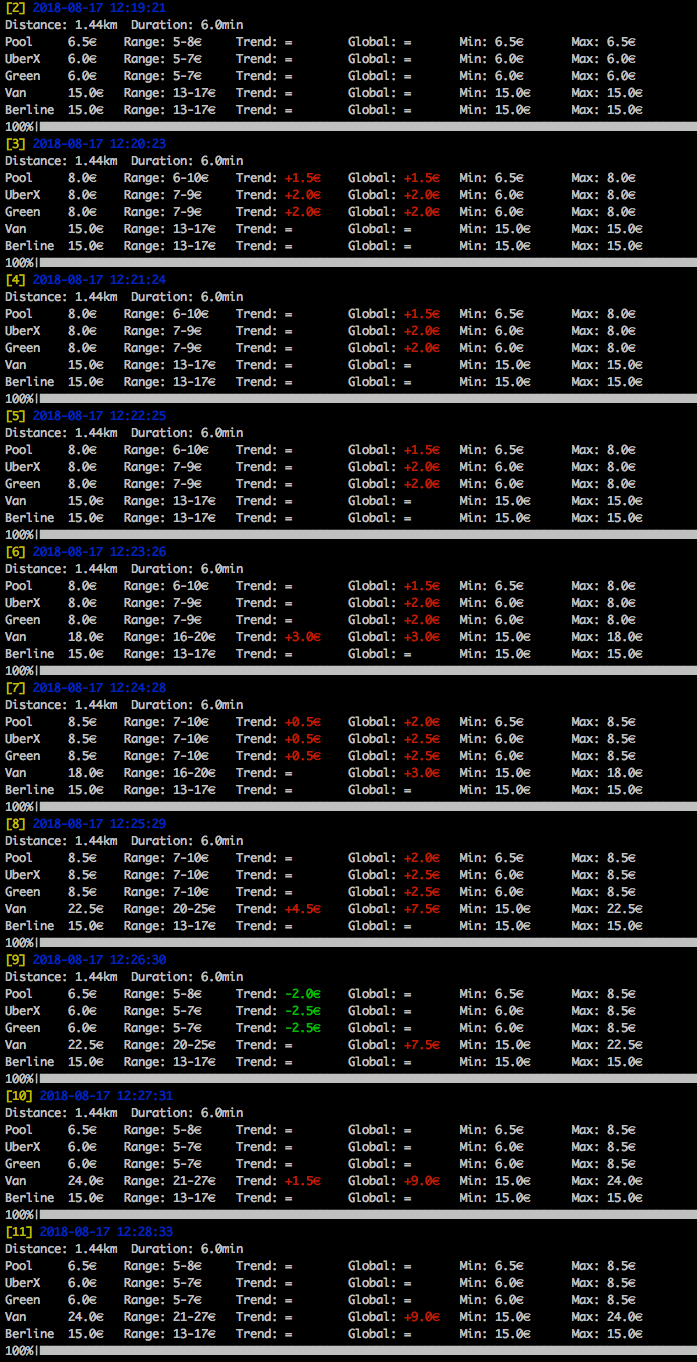 [2] 2018-08-17 12:19:21
Distance: 1.44km Duration: 6.0min
Pool 6.5€ Range: 5-8€ Trend: = Global: = Min: 6.5€ Max: 6.5€
UberX 6.0€ Range: 5-7€ Trend: = Global: = Min: 6.0€ Max: 6.0€
Green 6.0€ Range: 5-7€ Trend: = Global: = Min: 6.0€ Max: 6.0€
Van 15.0€ Range: 13-17€ Trend: = Global: = Min: 15.0€ Max: 15.0€
Berline 15.0€ Range: 13-17€ Trend: = Global: = Min: 15.0€ Max: 15.0€
100%|
[3] 2018-08-17 12:20:23
Distance: 1.44km Duration: 6.0min
Pool 8.0€ Range: 6-10€ Trend: +1.5€ Global: +1.5€ Min: 6.5€ Max: 8.0€
UberX 8.0€ Range: 7-9€ Trend: +2.0€ Global: +2.0€ Min: 6.0€ Max: 8.0€
Green 8.0€ Range: 7-9€ Trend: +2.0€ Global: +2.0€ Min: 6.0€ Max: 8.0€
Van 15.0€ Range: 13-17€ Trend: = Global: = Min: 15.0€ Max: 15.0€
Berline 15.0€ Range: 13-17€ Trend: = Global: = Min: 15.0€ Max: 15.0€
100%|
[4] 2018-08-17 12:21:24
Distance: 1.44km Duration: 6.0min
Pool 8.0€ Range: 6-10€ Trend: = Global: +1.5€ Min: 6.5€ Max: 8.0€
UberX 8.0€ Range: 7-9€ Trend: = Global: +2.0€ Min: 6.0€ Max: 8.0€
Green 8.0€ Range: 7-9€ Trend: = Global: +2.0€ Min: 6.0€ Max: 8.0€
Van 15.0€ Range: 13-17€ Trend: = Global: = Min: 15.0€ Max: 15.0€
Berline 15.0€ Range: 13-17€ Trend: = Global: = Min: 15.0€ Max: 15.0€
100%|
[5] 2018-08-17 12:22:25
Distance: 1.44km Duration: 6.0min
Pool 8.0€ Range: 6-10€ Trend: = Global: +1.5€ Min: 6.5€ Max: 8.0€
UberX 8.0€ Range: 7-9€ Trend: = Global: +2.0€ Min: 6.0€ Max: 8.0€
Green 8.0€ Range: 7-9€ Trend: = Global: +2.0€ Min: 6.0€ Max: 8.0€
Van 15.0€ Range: 13-17€ Trend: = Global: = Min: 15.0€ Max: 15.0€
Berline 15.0€ Range: 13-17€ Trend: = Global: = Min: 15.0€ Max: 15.0€
100%|
[6] 2018-08-17 12:23:26
Distance: 1.44km Duration: 6.0min
Pool 8.0€ Range: 6-10€ Trend: = Global: +1.5€ Min: 6.5€ Max: 8.0€
UberX 8.0€ Range: 7-9€ Trend: = Global: +2.0€ Min: 6.0€ Max: 8.0€
Green 8.0€ Range: 7-9€ Trend: = Global: +2.0€ Min: 6.0€ Max: 8.0€
Van 18.0€ Range: 16-20€ Trend: +3.0€ Global: +3.0€ Min: 15.0€ Max: 18.0€
Berline 15.0€ Range: 13-17€ Trend: = Global: = Min: 15.0€ Max: 15.0€
100%|
[7] 2018-08-17 12:24:28
Distance: 1.44km Duration: 6.0min
Pool 8.5€ Range: 7-10€ Trend: +0.5€ Global: +2.0€ Min: 6.5€ Max: 8.5€
UberX 8.5€ Range: 7-10€ Trend: +0.5€ Global: +2.5€ Min: 6.0€ Max: 8.5€
Green 8.5€ Range: 7-10€ Trend: +0.5€ Global: +2.5€ Min: 6.0€ Max: 8.5€
Van 18.0€ Range: 16-20€ Trend: = Global: +3.0€ Min: 15.0€ Max: 18.0€
Berline 15.0€ Range: 13-17€ Trend: = Global: = Min: 15.0€ Max: 15.0€
100%|
[8] 2018-08-17 12:25:29
Distance: 1.44km Duration: 6.0min
Pool 8.5€ Range: 7-10€ Trend: = Global: +2.0€ Min: 6.5€ Max: 8.5€
UberX 8.5€ Range: 7-10€ Trend: = Global: +2.5€ Min: 6.0€ Max: 8.5€
Green 8.5€ Range: 7-10€ Trend: = Global: +2.5€ Min: 6.0€ Max: 8.5€
Van 22.5€ Range: 20-25€ Trend: +4.5€ Global: +7.5€ Min: 15.0€ Max: 22.5€
Berline 15.0€ Range: 13-17€ Trend: = Global: = Min: 15.0€ Max: 15.0€
100%|
[9] 2018-08-17 12:26:30
Distance: 1.44km Duration: 6.0min
Pool 6.5€ Range: 5-8€ Trend: -2.0€ Global: = Min: 6.5€ Max: 8.5€
UberX 6.0€ Range: 5-7€ Trend: -2.5€ Global: = Min: 6.0€ Max: 8.5€
Green 6.0€ Range: 5-7€ Trend: -2.5€ Global: = Min: 6.0€ Max: 8.5€
Van 22.5€ Range: 20-25€ Trend: = Global: +7.5€ Min: 15.0€ Max: 22.5€
Berline 15.0€ Range: 13-17€ Trend: = Global: = Min: 15.0€ Max: 15.0€
100%|
[10] 2018-08-17 12:27:31
Distance: 1.44km Duration: 6.0min
Pool 6.5€ Range: 5-8€ Trend: = Global: = Min: 6.5€ Max: 8.5€
UberX 6.0€ Range: 5-7€ Trend: = Global: = Min: 6.0€ Max: 8.5€
Green 6.0€ Range: 5-7€ Trend: = Global: = Min: 6.0€ Max: 8.5€
Van 24.0€ Range: 21-27€ Trend: +1.5€ Global: +9.0€ Min: 15.0€ Max: 24.0€
Berline 15.0€ Range: 13-17€ Trend: = Global: = Min: 15.0€ Max: 15.0€
100%|
[11] 2018-08-17 12:28:33
Distance: 1.44km Duration: 6.0min
Pool 6.5€ Range: 5-8€ Trend: = Global: = Min: 6.5€ Max: 8.5€
UberX 6.0€ Range: 5-7€ Trend: = Global: = Min: 6.0€ Max: 8.5€
Green 6.0€ Range: 5-7€ Trend: = Global: = Min: 6.0€ Max: 8.5€
Van 24.0€ Range: 21-27€ Trend: = Global: +9.0€ Min: 15.0€ Max: 24.0€
Berline 15.0€ Range: 13-17€ Trend: = Global: = Min: 15.0€ Max: 15.0€
100%|